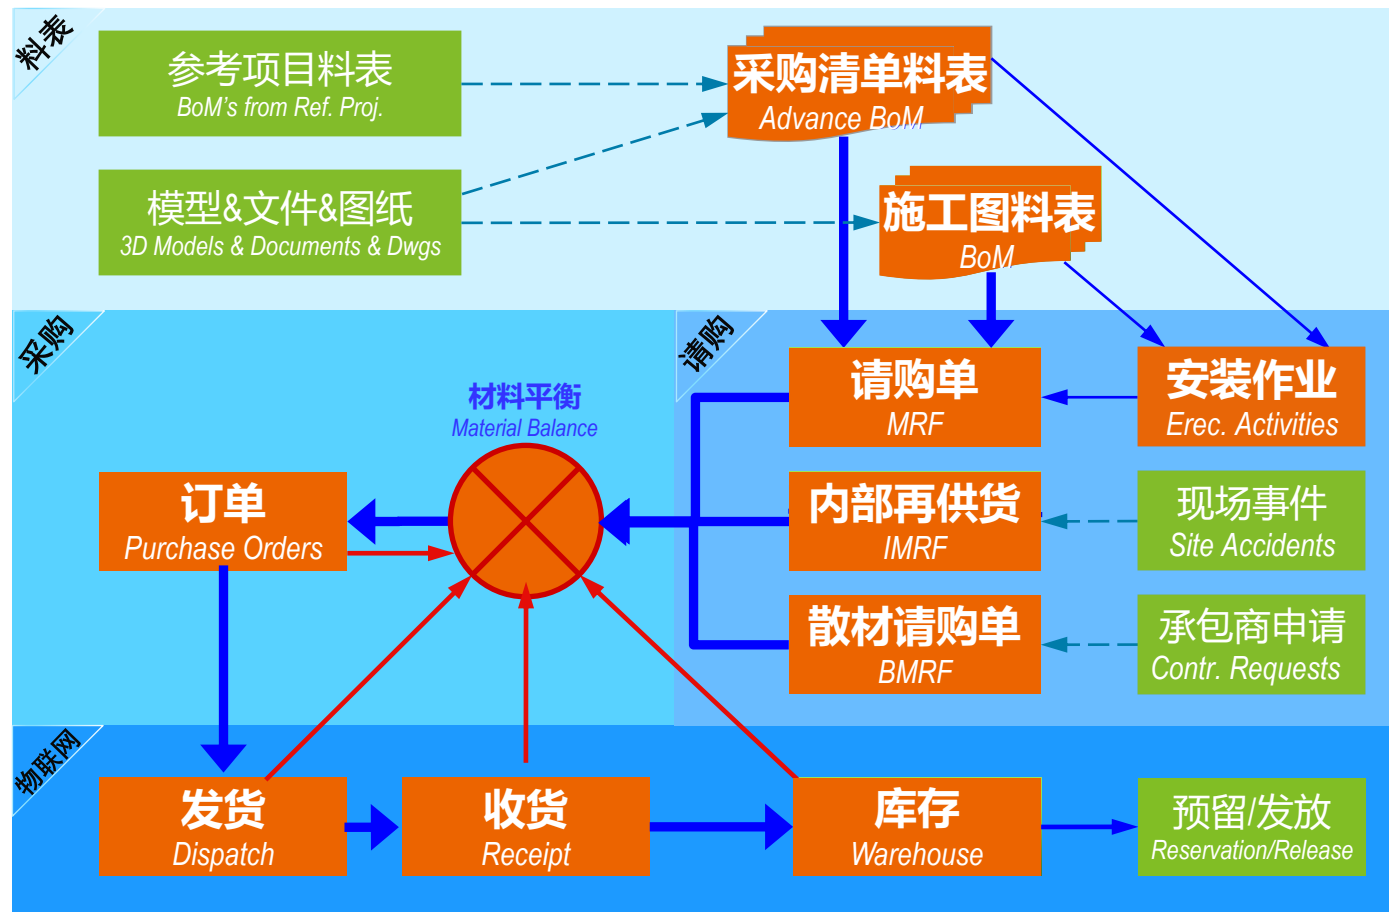 料表
参考项目料表
BoM's from Ref. Proj.
采购清单料表
Advance BoM
模型&文件&图纸
3D Models & Documents & Dwgs
施工图料表
BoM
采购
请购
材料平衡
Material Balance
请购单
MRF
安装作业
Erec. Activities
订单
Purchase Orders
内部再供货
IMRF
现场事件
Site Accidents
散材请购单
BMRF
承包商申请
Contr. Requests
物联网
发货
Dispatch
收货
Receipt
库存
Warehouse
预留/发放
Reservation/Release